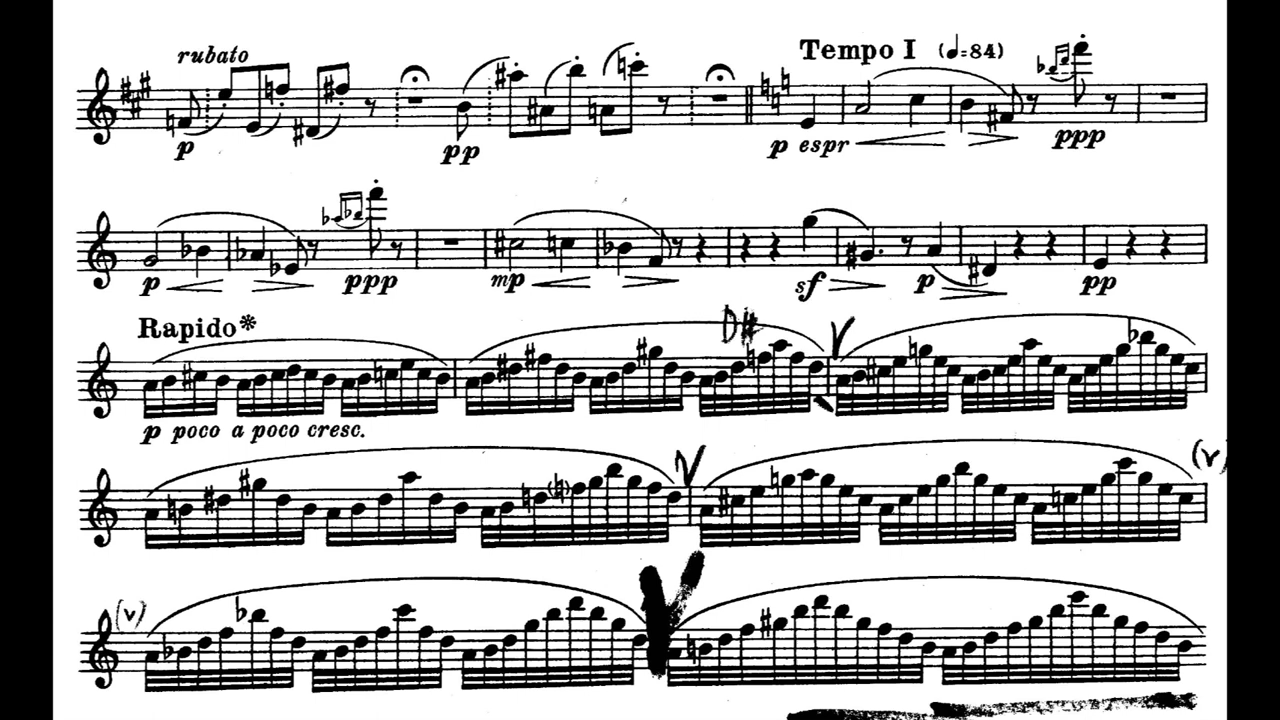 rubato
Tempo I (♩=84)
p pp p espr ppp
p ppp mp sf p pp
Rapido*
D#
p poco a poco cresc.
(v)
(v)